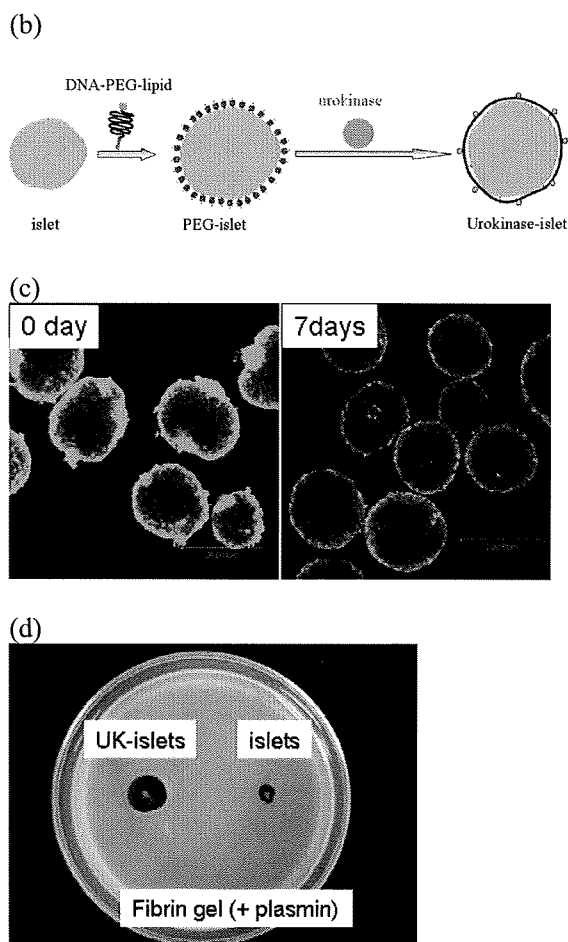 (b)
DNA-PEG-lipid
urokinase
islet
PEG-islet
Urokinase-islet
(c)
0 day
7days
(d)
UK-islets
islets
Fibrin gel (+ plasmin)